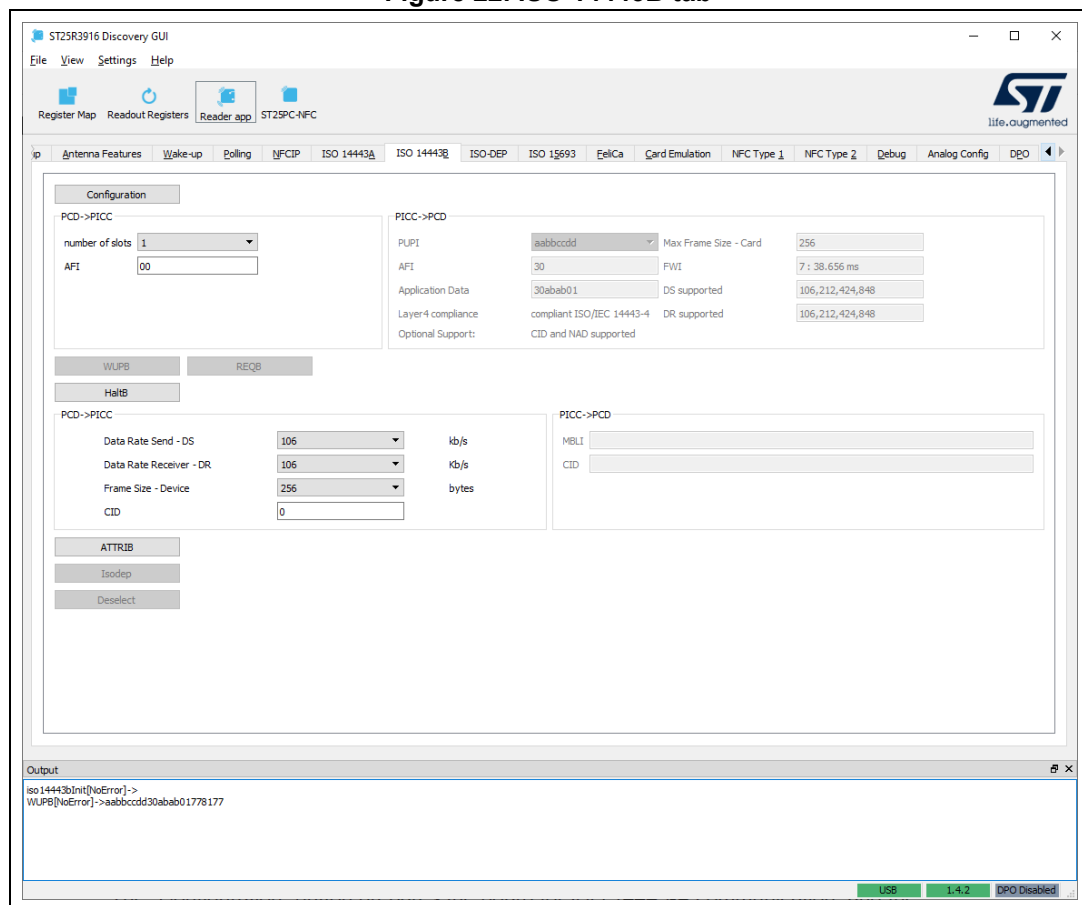 ST25R3916 Discovery GUI
File View Settings Help
Register Map Readout Registers Reader app ST25PC-NFC
life.augmented
Antenna Features Wake-up Polling NFCIP ISO 14443A ISO 14443B ISO-DEP ISO 15693 FeliCa Card Emulation NFC Type 1 NFC Type 2 Debug Analog Config DPO
Configuration
PCD->PICC
number of slots 1
AFI 00
PICC->PCD
PUPI aabbccdd Max Frame Size - Card 256
AFI 30 FWI 7 : 38.656 ms
Application Data 30abab01 DS supported 106,212,424,848
Layer4 compliance compliant ISO/IEC 14443-4 DR supported 106,212,424,848
Optional Support: CID and NAD supported
WUPB REQB
HaltB
PCD->PICC
Data Rate Send - DS 106 kb/s
Data Rate Receiver - DR 106 Kb/s
Frame Size - Device 256 bytes
CID 0
PICC->PCD
MBLI
CID
ATTRIB
Isodep
Deselect
Output
iso14443bInit[NoError]->
WUPB[NoError]->aabbccdd30abab01778177
USB 1.4.2 DPO Disabled